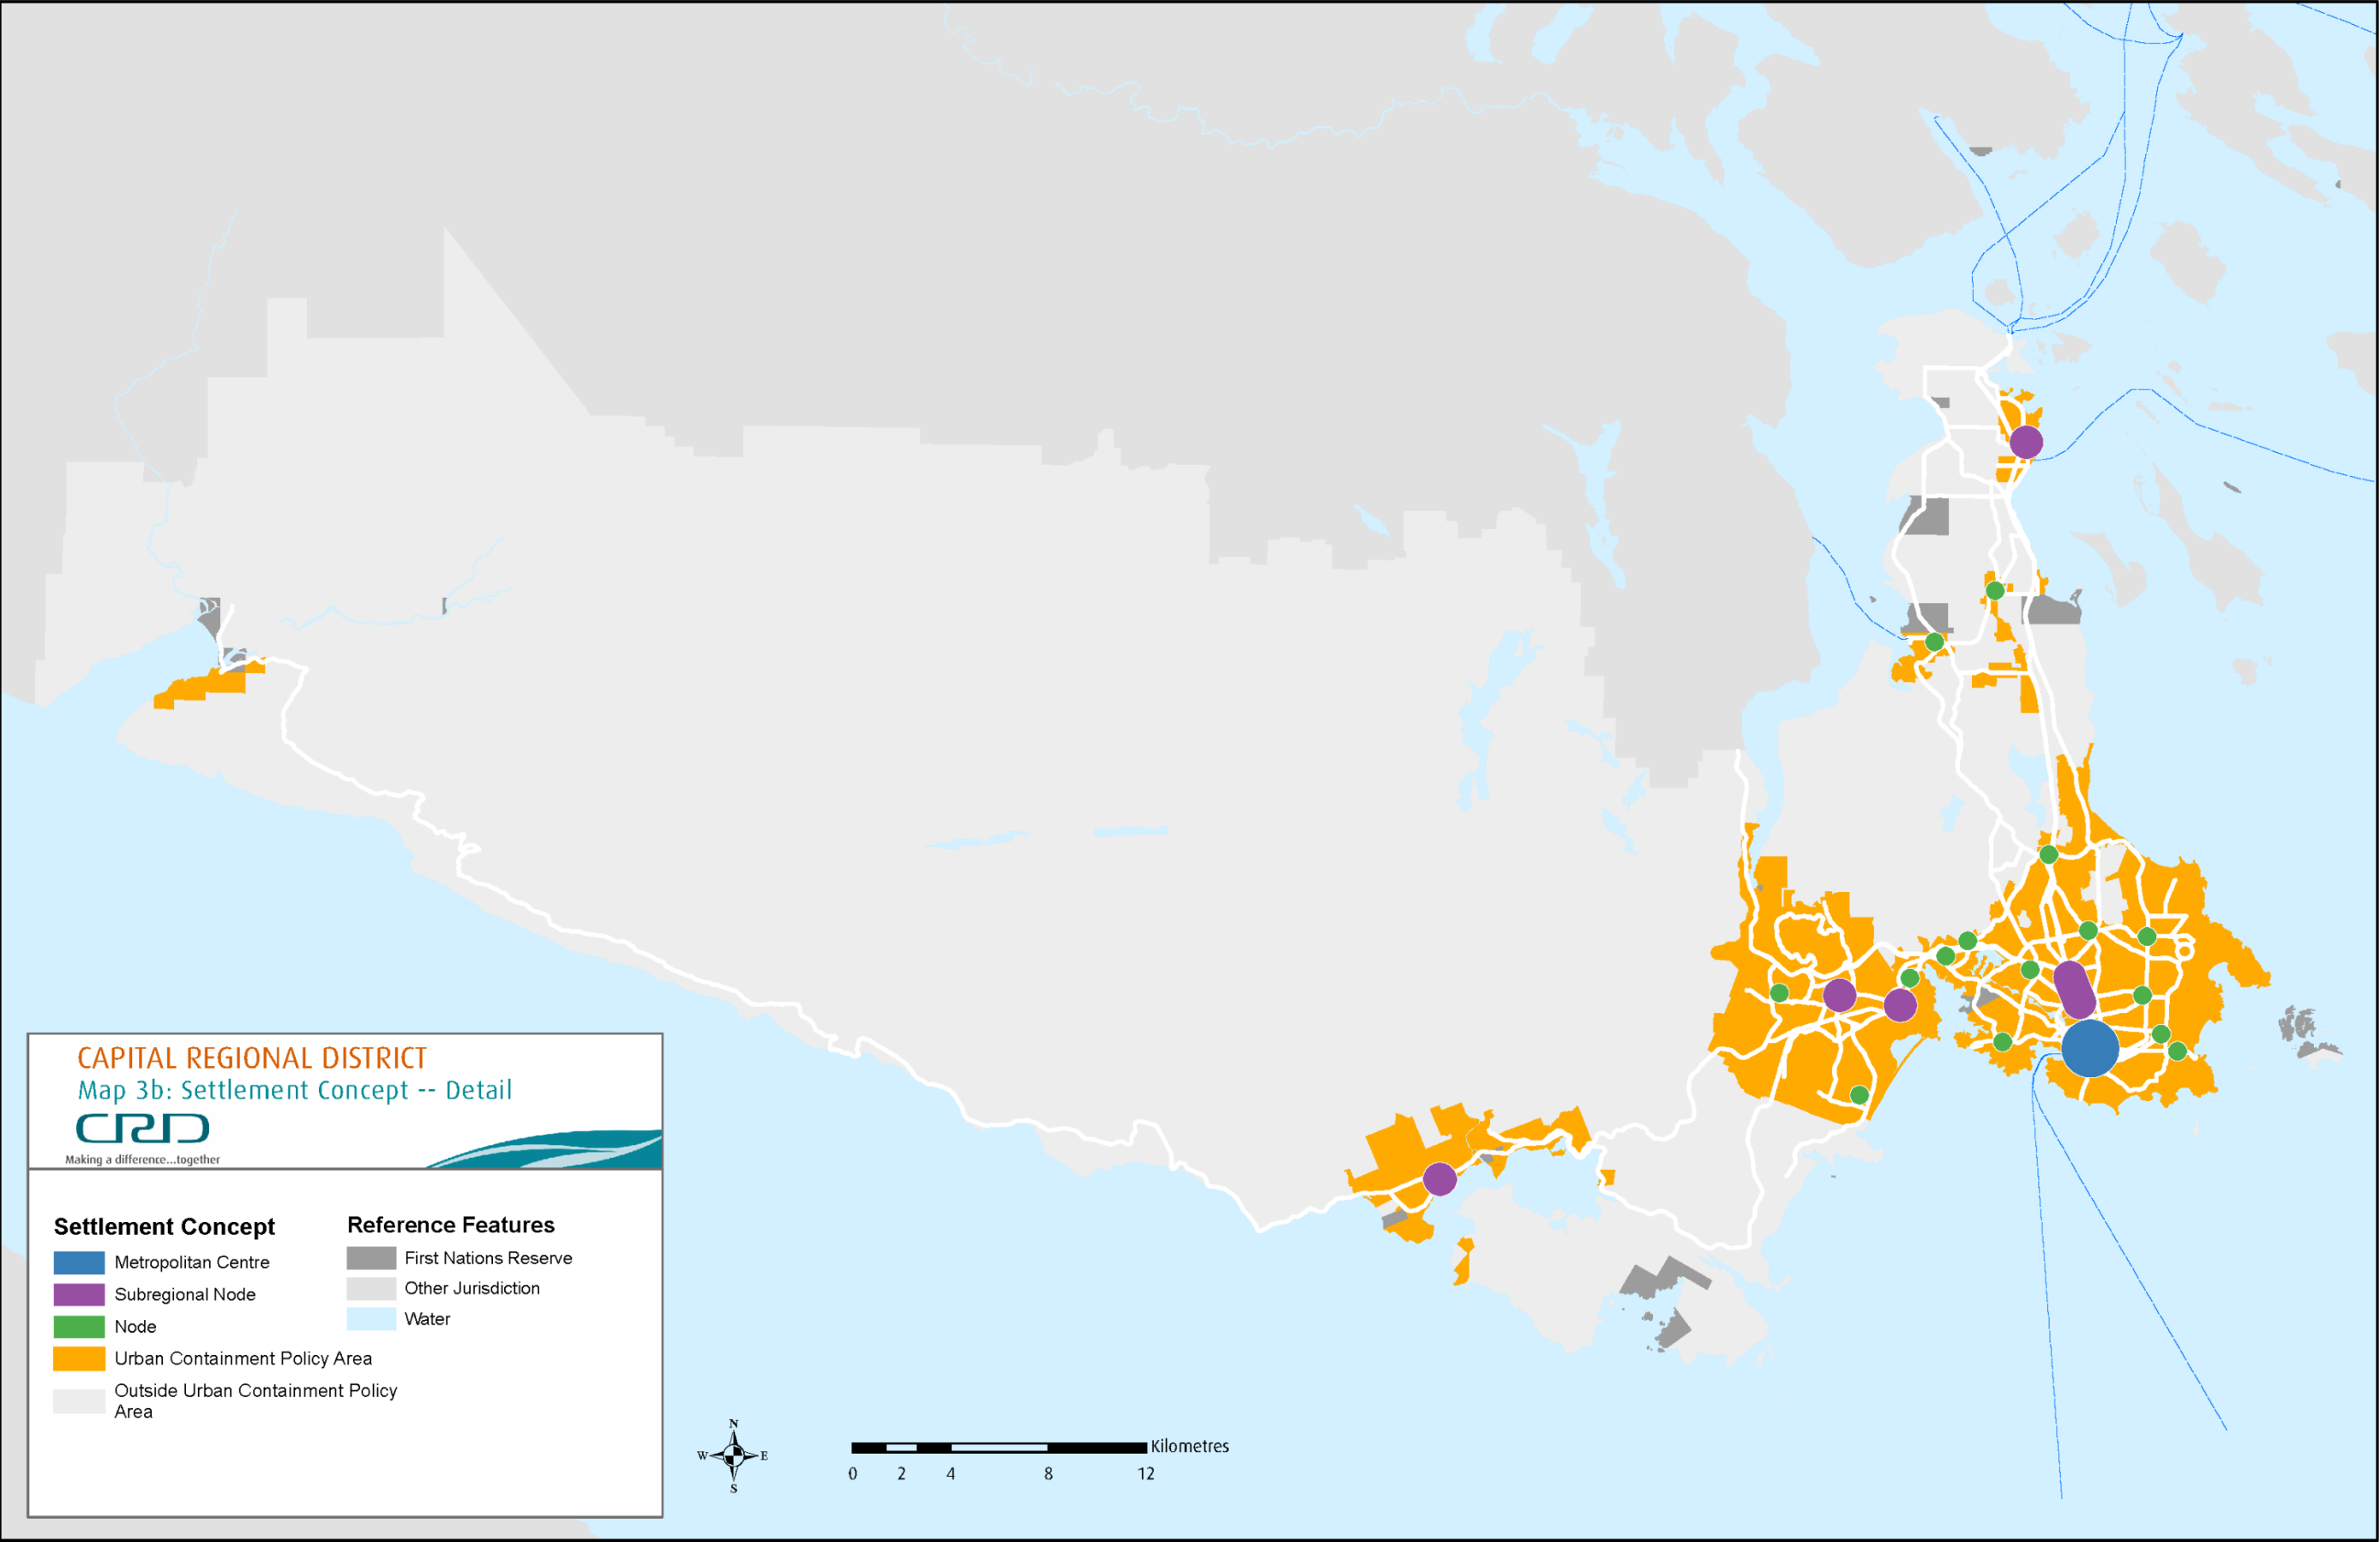 CAPITAL REGIONAL DISTRICT
Map 3b: Settlement Concept -- Detail
CRD
Making a difference...together
Settlement Concept
Metropolitan Centre
Subregional Node
Node
Urban Containment Policy Area
Outside Urban Containment Policy
Area
Reference Features
First Nations Reserve
Other Jurisdiction
Water
N
W E
S
Kilometres
0 2 4 8 12